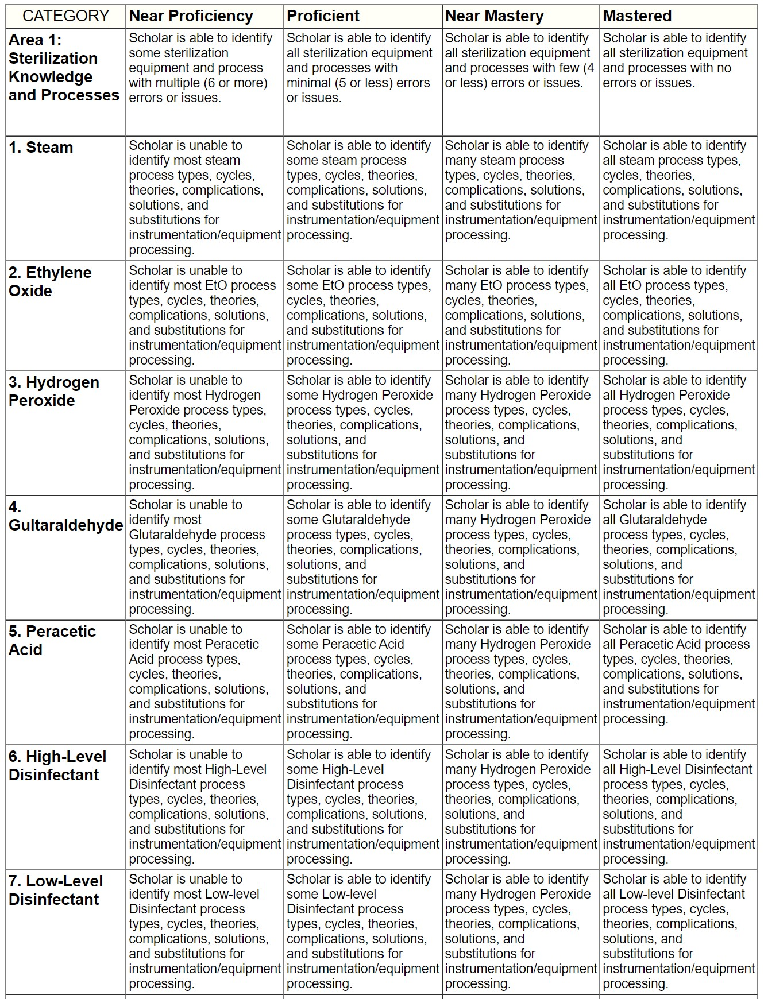 CATEGORY
Near Proficiency
Proficient
Near Mastery
Mastered
Area 1:
Sterilization
Knowledge
and Processes
Scholar is able to identify
some sterilization
equipment and process
with multiple (6 or more)
errors or issues.
Scholar is able to identify
all sterilization equipment
and processes with
minimal (5 or less) errors
or issues.
Scholar is able to identify
all sterilization equipment
and processes with few (4
or less) errors or issues.
Scholar is able to identify
all sterilization equipment
and processes with no
errors or issues.
1. Steam
Scholar is unable to
identify most steam
process types, cycles,
theories, complications,
solutions, and
substitutions for
instrumentation/equipment
processing.
Scholar is able to identify
some steam process
types, cycles, theories,
complications, solutions,
and substitutions for
instrumentation/equipment
processing.
Scholar is able to identify
many steam process
types, cycles, theories,
complications, solutions,
and substitutions for
instrumentation/equipment
processing.
Scholar is able to identify
all steam process types,
cycles, theories,
complications, solutions,
and substitutions for
instrumentation/equipment
processing.
2. Ethylene
Oxide
Scholar is unable to
identify most EtO process
types, cycles, theories,
complications, solutions,
and substitutions for
instrumentation/equipment
processing.
Scholar is able to identify
some EtO process types,
cycles, theories,
complications, solutions,
and substitutions for
instrumentation/equipment
processing.
Scholar is able to identify
many EtO process types,
cycles, theories,
complications, solutions,
and substitutions for
instrumentation/equipment
processing.
Scholar is able to identify
all EtO process types,
cycles, theories,
complications, solutions,
and substitutions for
instrumentation/equipment
processing.
3. Hydrogen
Peroxide
Scholar is unable to
identify most Hydrogen
Peroxide process types,
cycles, theories,
complications, solutions,
and substitutions for
instrumentation/equipment
processing.
Scholar is able to identify
some Hydrogen Peroxide
process types, cycles,
theories, complications,
solutions, and
substitutions for
instrumentation/equipment
processing.
Scholar is able to identify
many Hydrogen Peroxide
process types, cycles,
theories, complications,
solutions, and
substitutions for
instrumentation/equipment
processing.
Scholar is able to identify
all Hydrogen Peroxide
process types, cycles,
theories, complications,
solutions, and
substitutions for
instrumentation/equipment
processing.
4.
Gultaraldehyde
Scholar is unable to
identify most
Glutaraldehyde process
types, cycles, theories,
complications, solutions,
and substitutions for
instrumentation/equipment
processing.
Scholar is able to identify
some Glutaraldehyde
process types, cycles,
theories, complications,
solutions, and
substitutions for
instrumentation/equipment
processing.
Scholar is able to identify
many Hydrogen Peroxide
process types, cycles,
theories, complications,
solutions, and
substitutions for
instrumentation/equipment
processing.
Scholar is able to identify
all Glutaraldehyde
process types, cycles,
theories, complications,
solutions, and
substitutions for
instrumentation/equipment
processing.
5. Peracetic
Acid
Scholar is unable to
identify most Peracetic
Acid process types,
cycles, theories,
complications, solutions,
and substitutions for
instrumentation/equipment
processing.
Scholar is able to identify
some Peracetic Acid
process types, cycles,
theories, complications,
solutions, and
substitutions for
instrumentation/equipment
processing.
Scholar is able to identify
many Hydrogen Peroxide
process types, cycles,
theories, complications,
solutions, and
substitutions for
instrumentation/equipment
processing.
Scholar is able to identify
all Peracetic Acid process
types, cycles, theories,
complications, solutions,
and substitutions for
instrumentation/equipment
processing.
6. High-Level
Disinfectant
Scholar is unable to
identify most High-Level
Disinfectant process
types, cycles, theories,
complications, solutions,
and substitutions for
instrumentation/equipment
processing.
Scholar is able to identify
some High-Level
Disinfectant process
types, cycles, theories,
complications, solutions,
and substitutions for
instrumentation/equipment
processing.
Scholar is able to identify
many Hydrogen Peroxide
process types, cycles,
theories, complications,
solutions, and
substitutions for
instrumentation/equipment
processing.
Scholar is able to identify
all High-Level Disinfectant
process types, cycles,
theories, complications,
solutions, and
substitutions for
instrumentation/equipment
processing.
7. Low-Level
Disinfectant
Scholar is unable to
identify most Low-level
Disinfectant process
types, cycles, theories,
complications, solutions,
and substitutions for
instrumentation/equipment
processing.
Scholar is able to identify
some Low-level
Disinfectant process
types, cycles, theories,
complications, solutions,
and substitutions for
instrumentation/equipment
processing.
Scholar is able to identify
many Hydrogen Peroxide
process types, cycles,
theories, complications,
solutions, and
substitutions for
instrumentation/equipment
processing.
Scholar is able to identify
all Low-level Disinfectant
process types, cycles,
theories, complications,
solutions, and
substitutions for
instrumentation/equipment
processing.